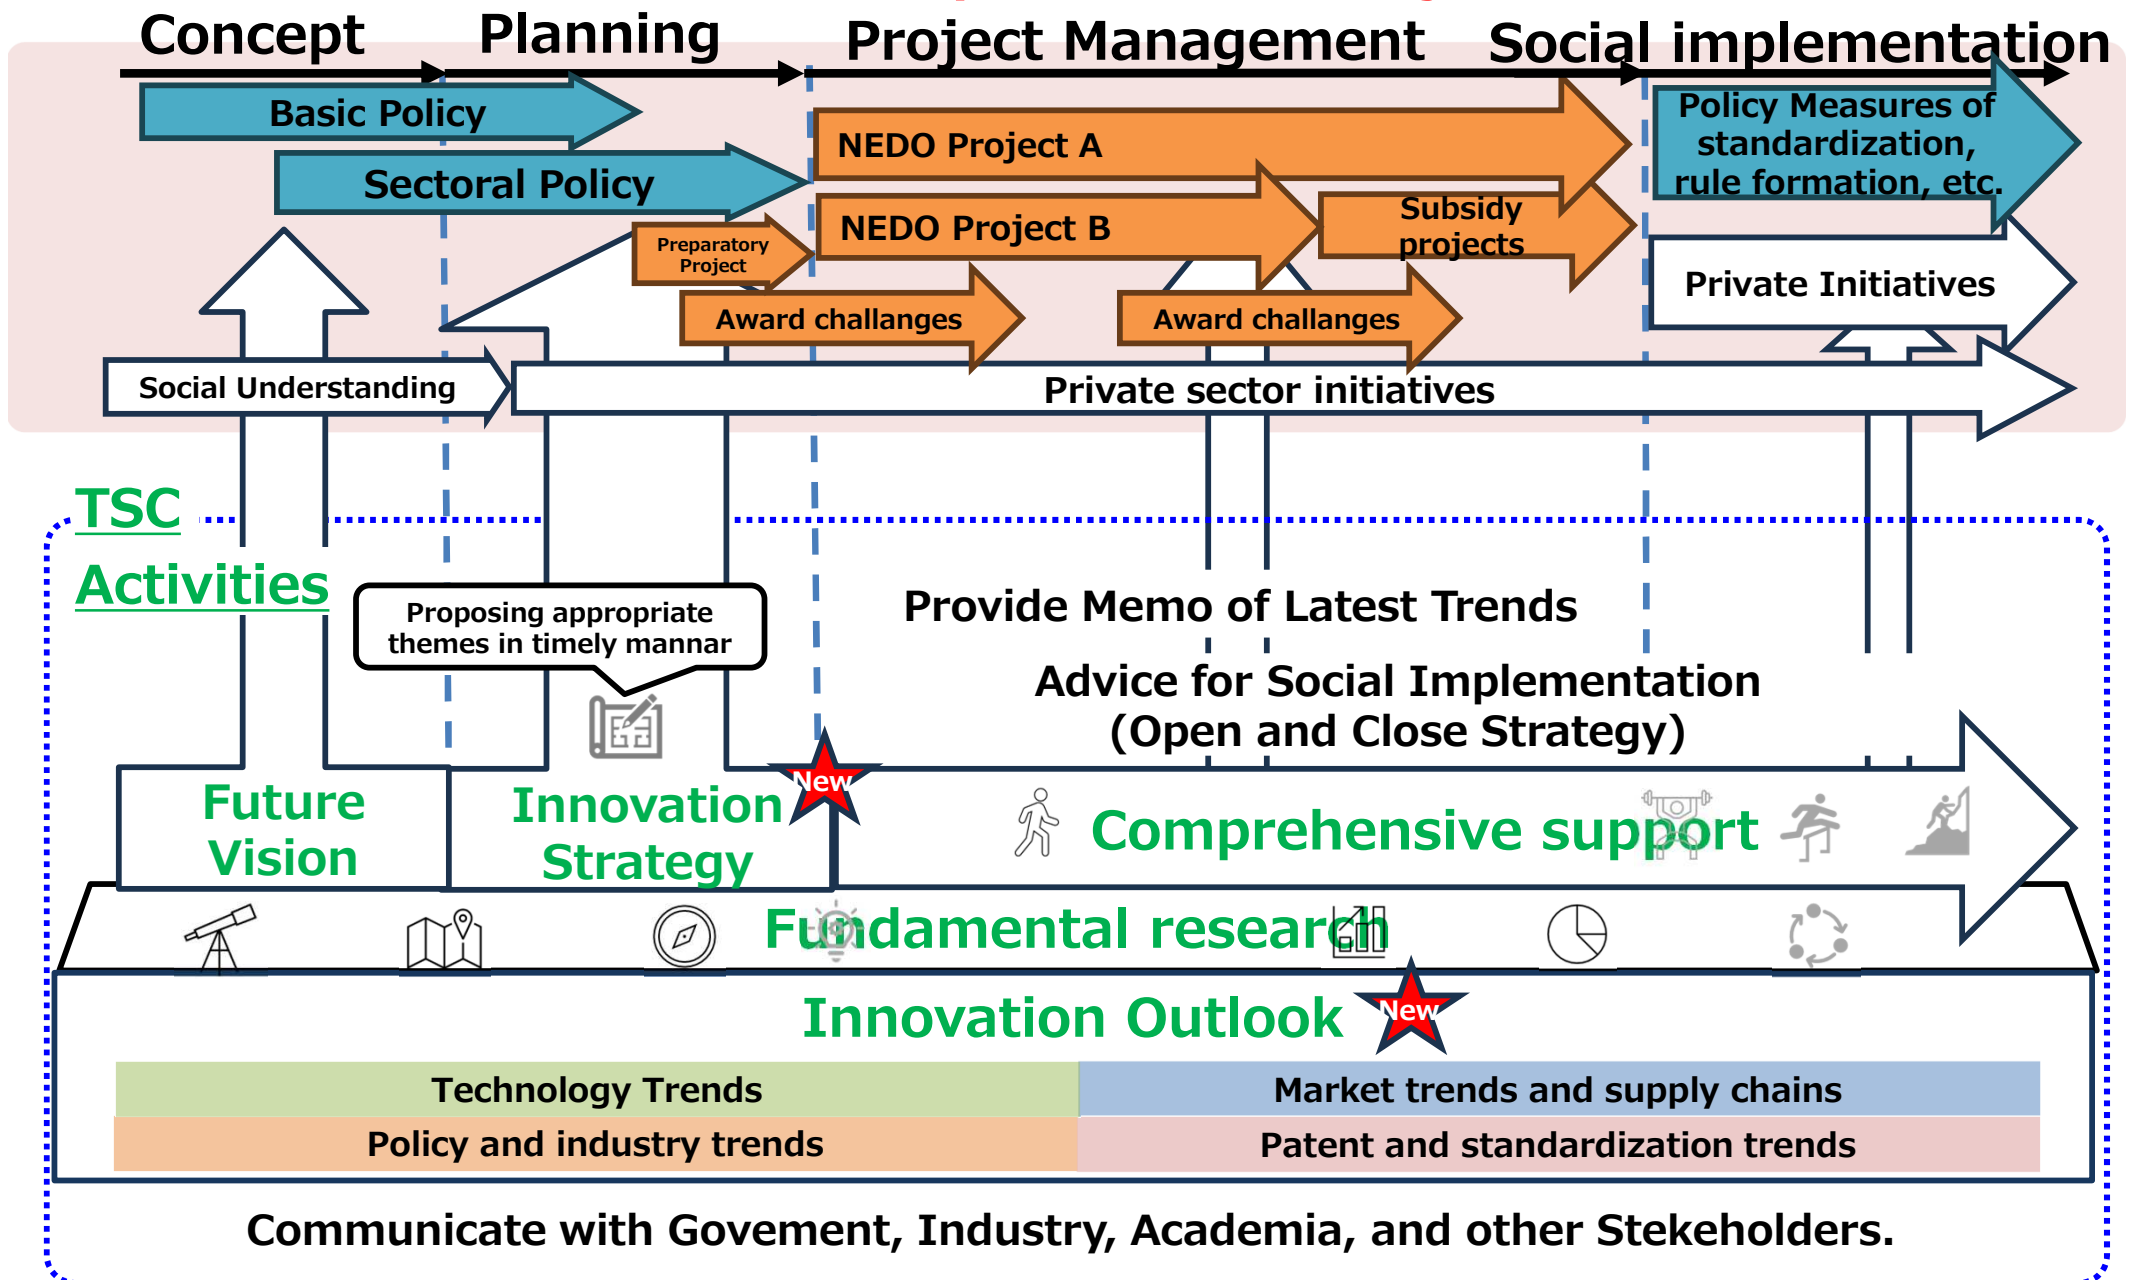 Concept
Planning
Project Management
Social implementation
Basic Policy
Sectoral Policy
NEDO Project A
NEDO Project B
Preparatory
Project
Subsidy
projects
Award challanges
Award challanges
Policy Measures of
standardization,
rule formation, etc.
Private Initiatives
Social Understanding
Private sector initiatives
TSC
Activities
Proposing appropriate
themes in timely mannar
Provide Memo of Latest Trends
Advice for Social Implementation
(Open and Close Strategy)
Future
Vision
Innovation
Strategy
New
Comprehensive support
Fundamental research
Innovation Outlook
New
Technology Trends
Market trends and supply chains
Policy and industry trends
Patent and standardization trends
Communicate with Govement, Industry, Academia, and other Stekeholders.